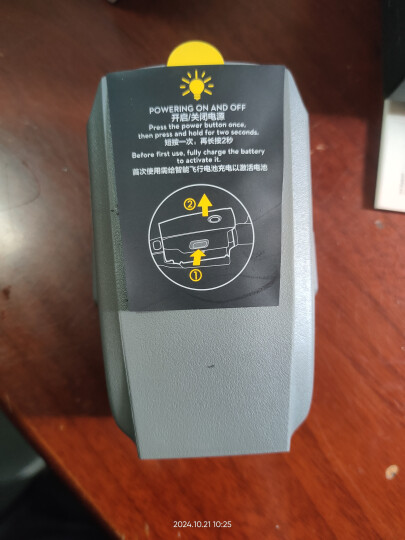 POWERING ON AND OFF
开启/关闭电源
Press the power button once,
then press and hold for two seconds.
短按一次，再长按2秒
Before first use, fully charge the battery
to activate it.
首次使用需给智能飞行电池充电以激活电池
②
①
2024.10.21 10:25